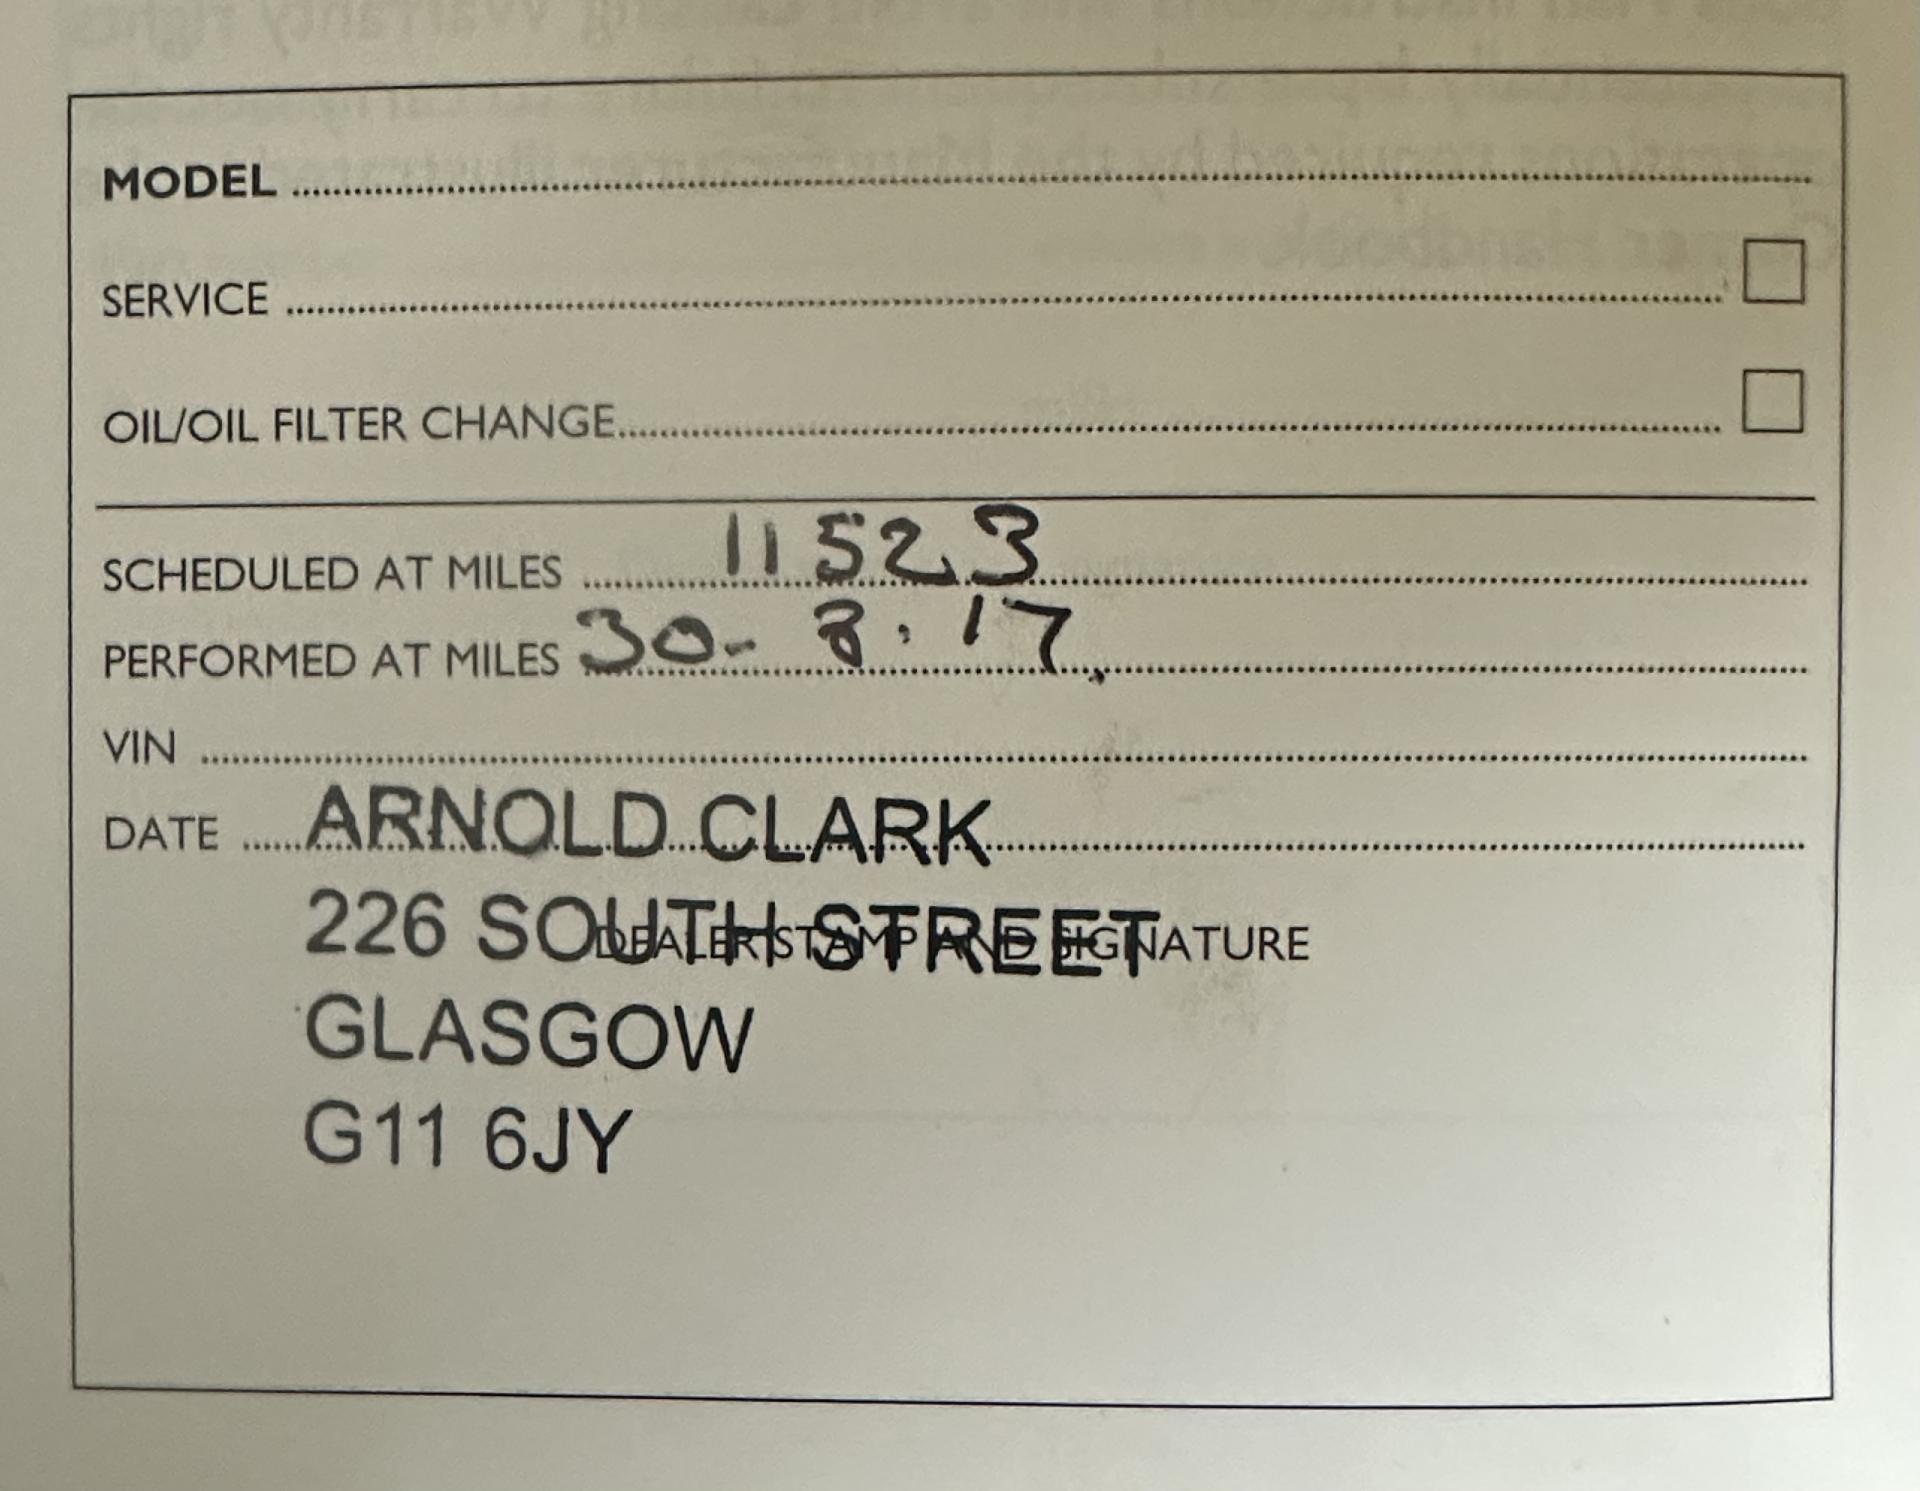 MODEL
SERVICE
OIL/OIL FILTER CHANGE
SCHEDULED AT MILES 11523
PERFORMED AT MILES 30-8.17.
VIN
DATE
ARNOLD CLARK
226 SOUTH STREET
DEALER STAMP AND SIGNATURE
GLASGOW
G11 6JY